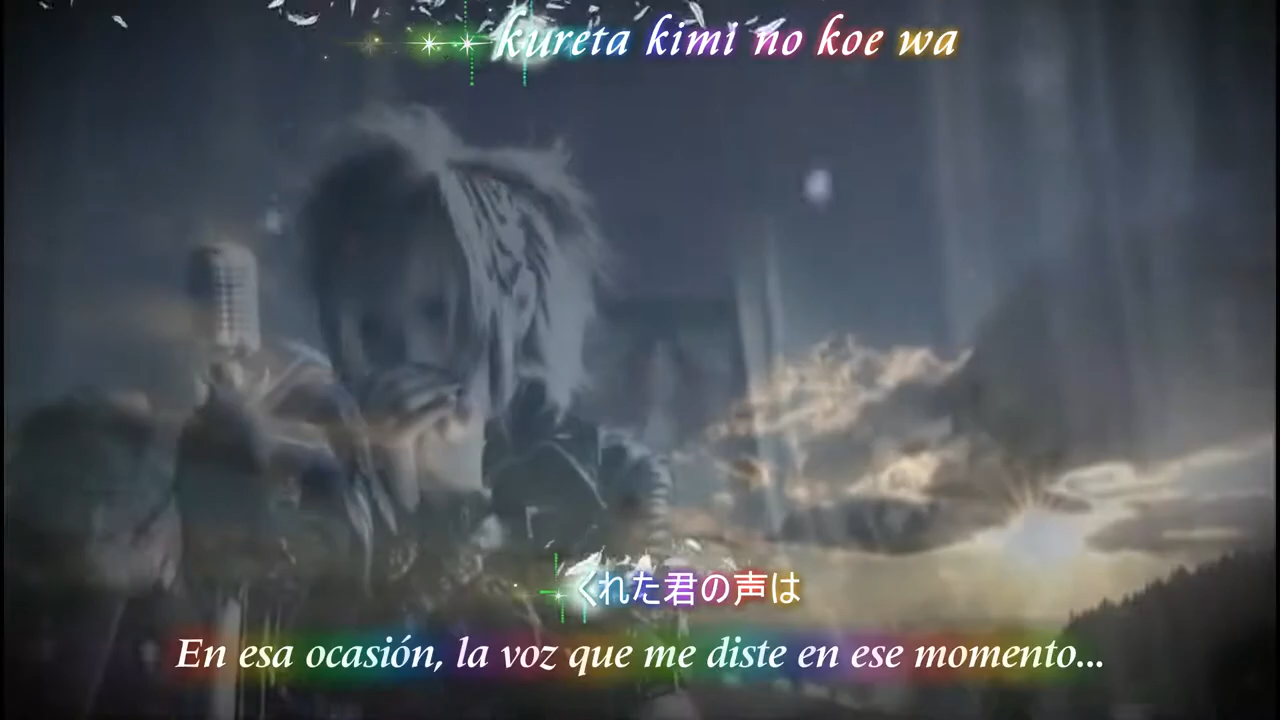 kureta kimi no koe wa
くれた君の声は
En esa ocasión, la voz que me diste en ese momento...